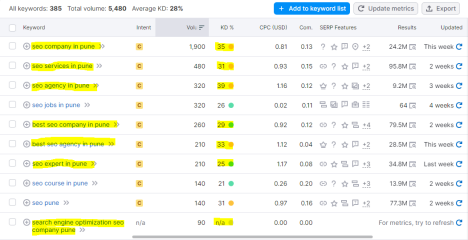 All keywords: 385 Total volume: 5,480 Average KD: 28%
+ Add to keyword list Update metrics Export
Keyword Intent Vol. KD % CPC (USD) Com. SERP Features Results Updated
seo company in pune C 1,900 35 0.81 0.13 +2 24.2M This week
seo services in pune C 480 31 0.93 0.15 +2 95.8M 2 weeks
seo agency in pune C 320 39 1.16 0.12 +2 9.2M 3 weeks
seo jobs in pune C 320 26 0.02 0.11 64 4 weeks
best seo company in pune C 260 29 0.92 0.12 +4 79.5M 2 weeks
best seo agency in pune C 210 33 1.12 0.04 +2 28.5M This week
seo expert in pune C 210 25 1.17 0.08 +3 34.8M Last week
seo course in pune C 140 21 0.26 0.20 +3 13.9M 2 weeks
seo pune C 140 31 0.97 0.16 +2 77.3M 2 weeks
search engine optimization seo n/a 90 n/a 0.00 0.00 For metrics, try to refresh
company pune